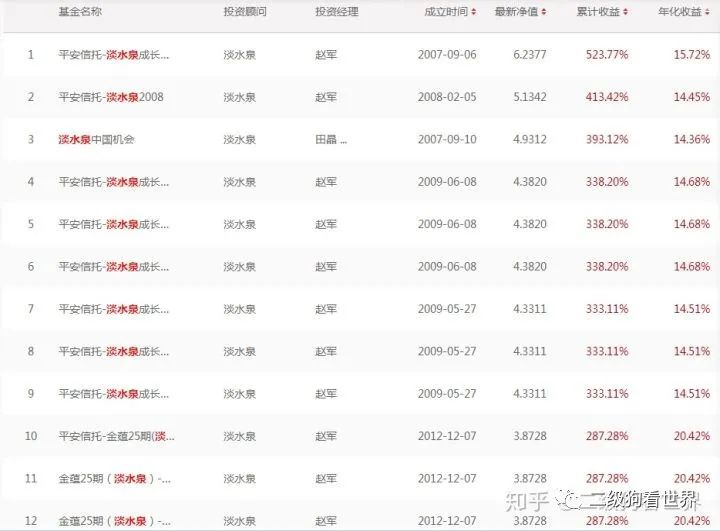 基金名称 投资顾问 投资经理 成立时间 最新净值 累计收益 年化收益
1 平安信托-淡水泉成长... 淡水泉 赵军 2007-09-06 6.2377 523.77% 15.72%
2 平安信托-淡水泉2008 淡水泉 赵军 2008-02-05 5.1342 413.42% 14.45%
3 淡水泉中国机会 淡水泉 田晶 ... 2007-09-10 4.9312 393.12% 14.36%
4 平安信托-淡水泉成长... 淡水泉 赵军 2009-06-08 4.3820 338.20% 14.68%
5 平安信托-淡水泉成长... 淡水泉 赵军 2009-06-08 4.3820 338.20% 14.68%
6 平安信托-淡水泉成长... 淡水泉 赵军 2009-06-08 4.3820 338.20% 14.68%
7 平安信托-淡水泉成长... 淡水泉 赵军 2009-05-27 4.3311 333.11% 14.51%
8 平安信托-淡水泉成长... 淡水泉 赵军 2009-05-27 4.3311 333.11% 14.51%
9 平安信托-淡水泉成长... 淡水泉 赵军 2009-05-27 4.3311 333.11% 14.51%
10 平安信托-金蕴25期(淡... 淡水泉 赵军 2012-12-07 3.8728 287.28% 20.42%
11 金蕴25期（淡水泉）-... 淡水泉 赵军 2012-12-07 3.8728 287.28% 20.42%
12 金蕴25期（淡水泉）-... 淡水泉 赵军 2012-12-07 3.8728 287.28% 20.42%
知乎
二级狗看世界